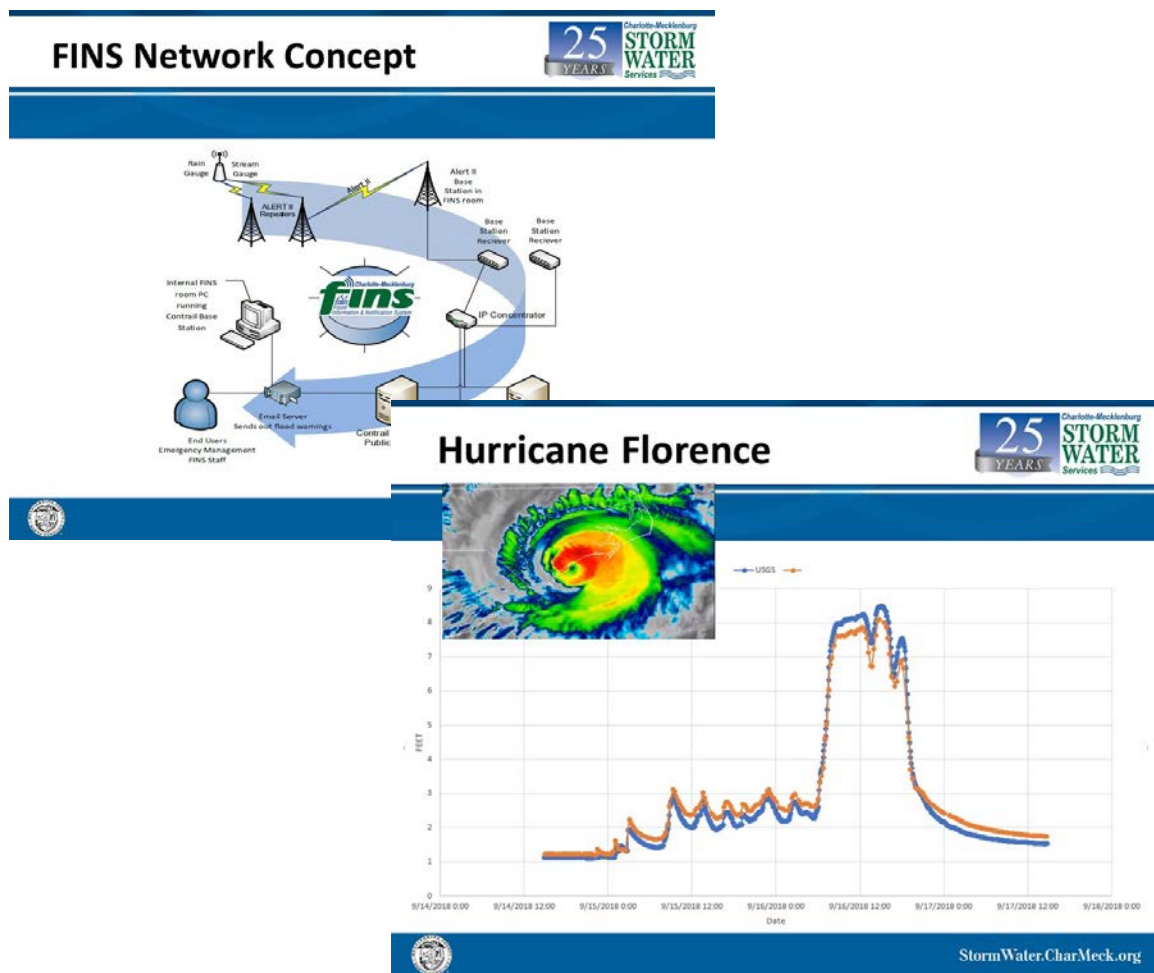 FINS Network Concept
25
YEARS
Charlotte-Mecklenburg
STORM
WATER
Services
Rain
Gauge
Stream
Gauge
ALERT II
Repeaters
Alert II
Alert II
Base
Station in
FINS room
Base
Station
Reciever
Base
Station
Reciever
Internal FINS
room PC
running
Contrail Base
Station
Charlotte-Mecklenburg
fins
Flood
Information & Notification System
IP Concentrator
Email Server
Sends out flood warnings
End Users
Emergency Management
FINS Staff
Contrail
Public
Hurricane Florence
25
YEARS
Charlotte-Mecklenburg
STORM
WATER
Services
USGS
9
8
7
6
5
4
3
2
1
0
FEET
9/14/2018 0:00
9/14/2018 12:00
9/15/2018 0:00
9/15/2018 12:00
9/16/2018 0:00
9/16/2018 12:00
9/17/2018 0:00
9/17/2018 12:00
9/18/2018 0:00
Date
StormWater.CharMeck.org